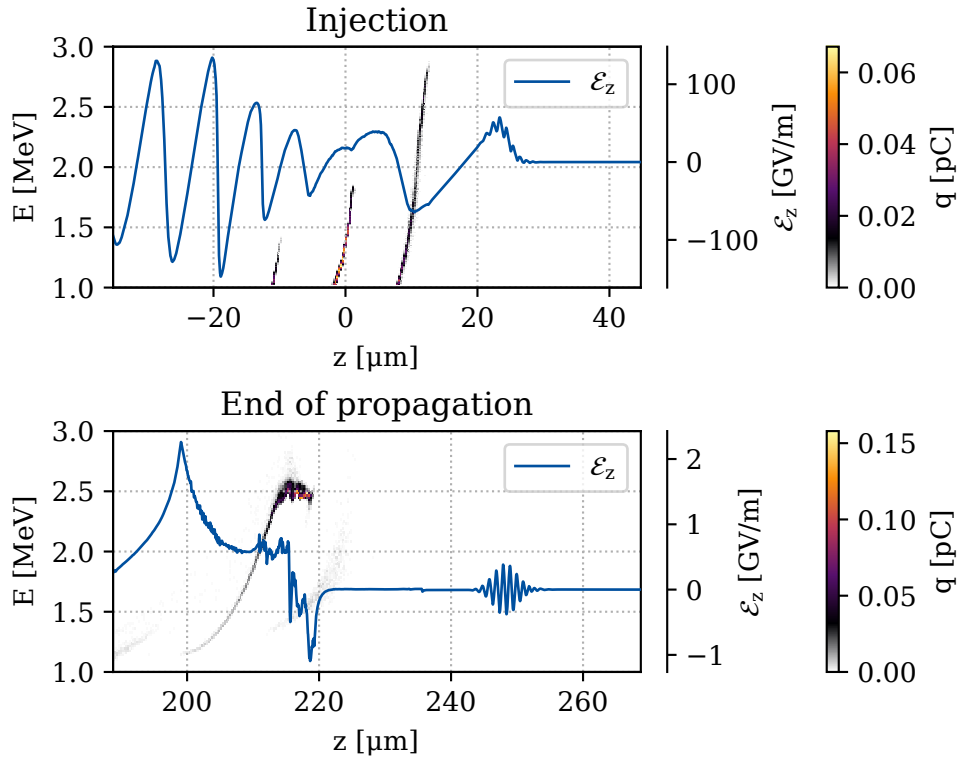 Injection
3.0
2.5
2.0
1.5
1.0
E [MeV]
−20
0
20
40
z [μm]
ℰz
100
0
−100
ℰz [GV/m]
0.06
0.04
0.02
0.00
q [pC]
End of propagation
3.0
2.5
2.0
1.5
1.0
E [MeV]
200
220
240
260
z [μm]
ℰz
2
1
0
−1
ℰz [GV/m]
0.15
0.10
0.05
0.00
q [pC]